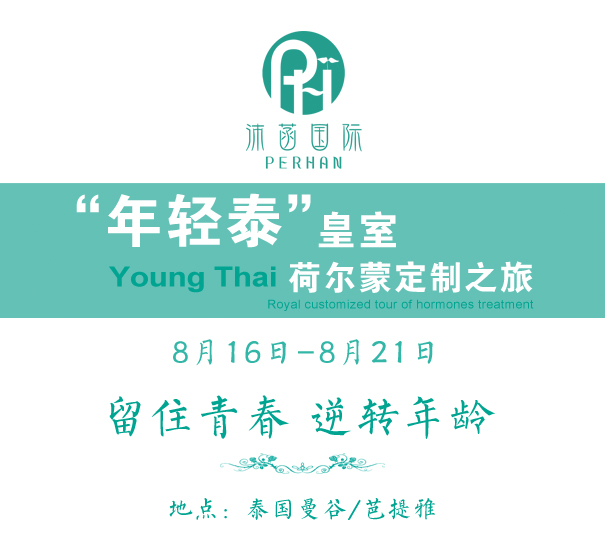 沐菡国际
PERHAN
“年轻泰”皇室
Young Thai 荷尔蒙定制之旅
Royal customized tour of hormones treatment
8月16日-8月21日
留住青春 逆转年龄
地点：泰国曼谷/芭提雅